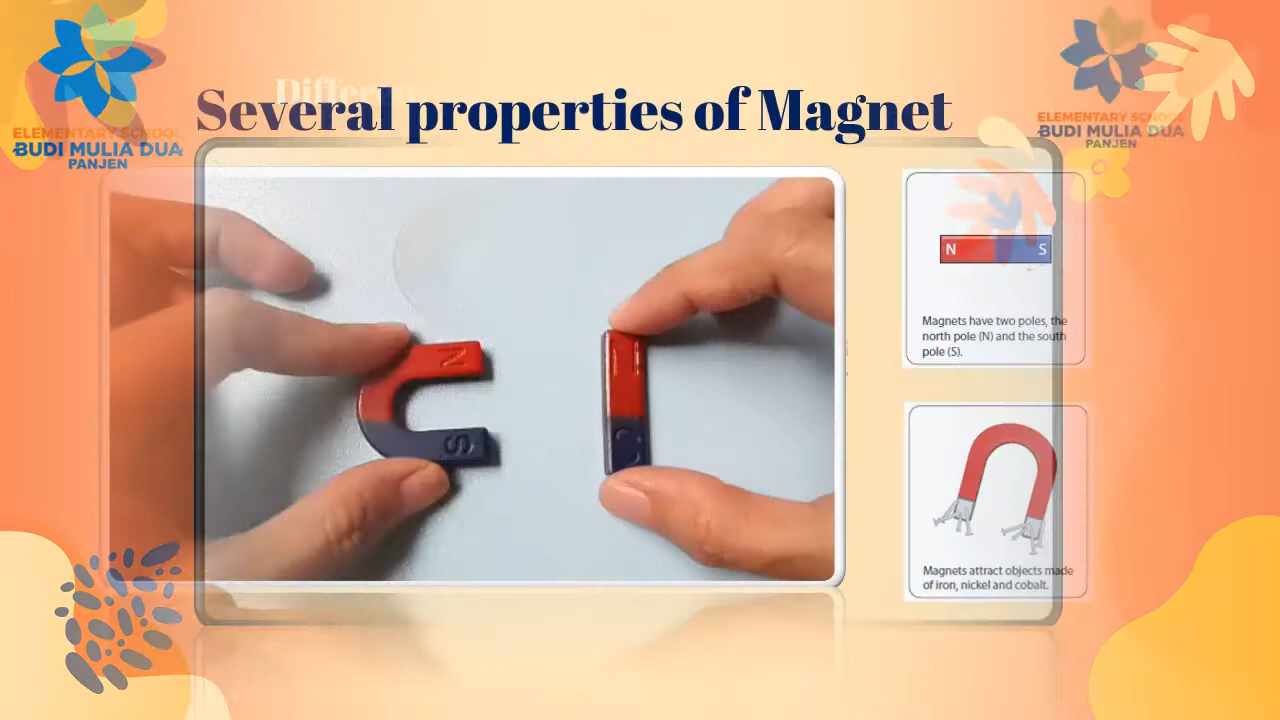 Several properties of Magnet
ELEMENTARY SCHOOL
BUDI MULIA DUA
PANJEN
ELEMENTARY SCHOOL
BUDI MULIA DUA
PANJEN
N
S
N S
Magnets have two poles, the
north pole (N) and the south
pole (S).
Magnets attract objects made
of iron, nickel and cobalt.